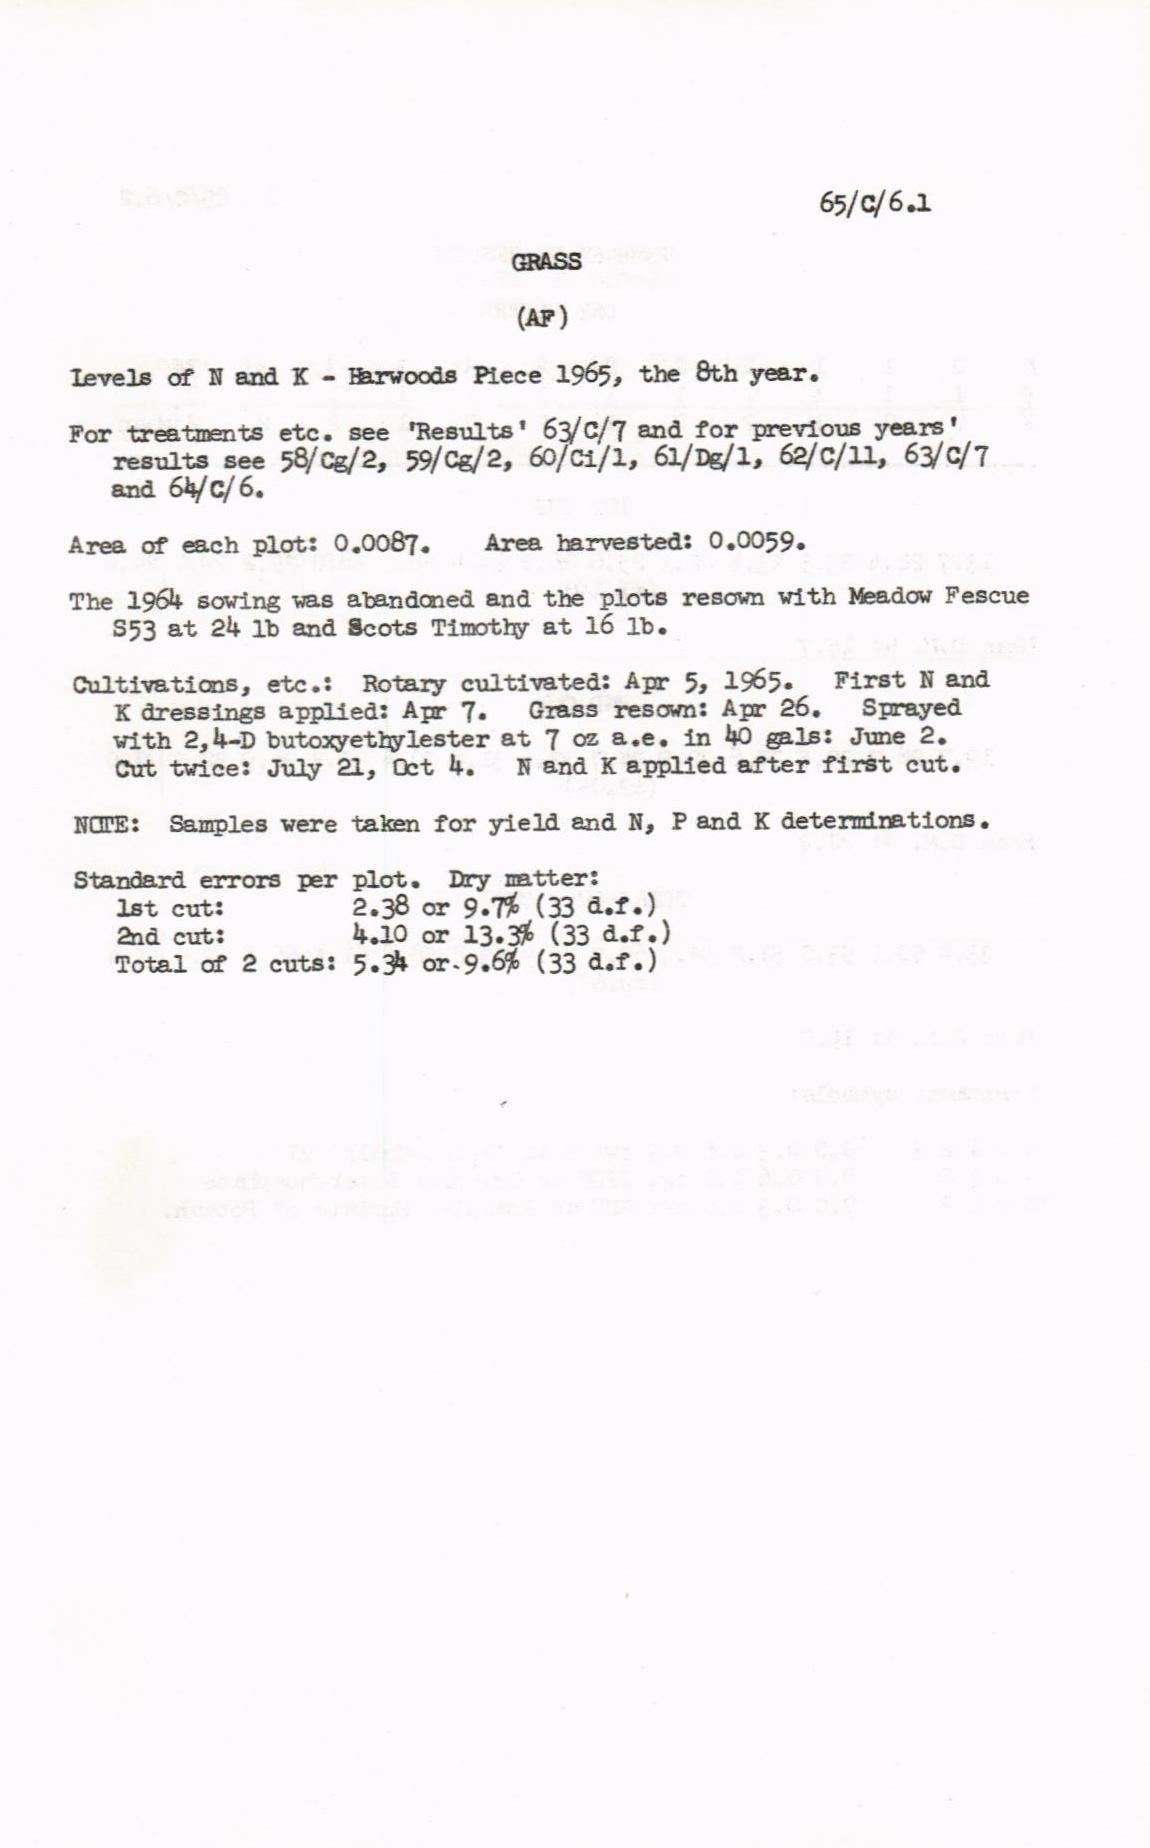 65/C/6.1
GRASS
(AF)
Levels of N and K - Harwoods Piece 1965, the 8th year.
For treatments etc. see 'Results' 63/C/7 and for previous years'
results see 58/Cg/2, 59/Cg/2, 60/Ci/1, 61/Dg/1, 62/C/11, 63/C/7
and 64/C/6.
Area of each plot: 0.0087. Area harvested: 0.0059.
The 1964 sowing was abandoned and the plots resown with Meadow Fescue
S53 at 24 lb and Scots Timothy at 16 lb.
Cultivations, etc.: Rotary cultivated: Apr 5, 1965. First N and
K dressings applied: Apr 7. Grass resown: Apr 26. Sprayed
with 2,4-D butoxyethylester at 7 oz a.e. in 40 gals: June 2.
Cut twice: July 21, Oct 4. N and K applied after first cut.
NOTE: Samples were taken for yield and N, P and K determinations.
Standard errors per plot. Dry matter:
1st cut: 2.38 or 9.7% (33 d.f.)
2nd cut: 4.10 or 13.3% (33 d.f.)
Total of 2 cuts: 5.34 or 9.6% (33 d.f.)